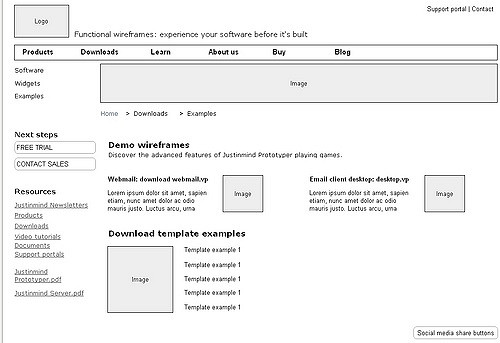 Support portal | Contact
Logo
Functional wireframes: experience your software before it's built
Products Downloads Learn About us Buy Blog
Software
Widgets
Examples
Image
Home > Downloads > Examples
Next steps
FREE TRIAL
CONTACT SALES
Resources
Justinmind Newsletters
Products
Downloads
Video tutorials
Documents
Support portals
Justinmind
Prototyper.pdf
Justinmind Server.pdf
Demo wireframes
Discover the advanced features of Justinmind Prototyper playing games.
Webmail: download webmail.vp
Lorem ipsum dolor sit amet, sapien
etiam, nunc amet dolor ac odio
mauris justo. Luctus arcu, urna
Image
Email client desktop: desktop.vp
Lorem ipsum dolor sit amet, sapien
etiam, nunc amet dolor ac odio
mauris justo. Luctus arcu, urna
Image
Download template examples
Image
Template example 1
Template example 1
Template example 1
Template example 1
Template example 1
Social media share buttons